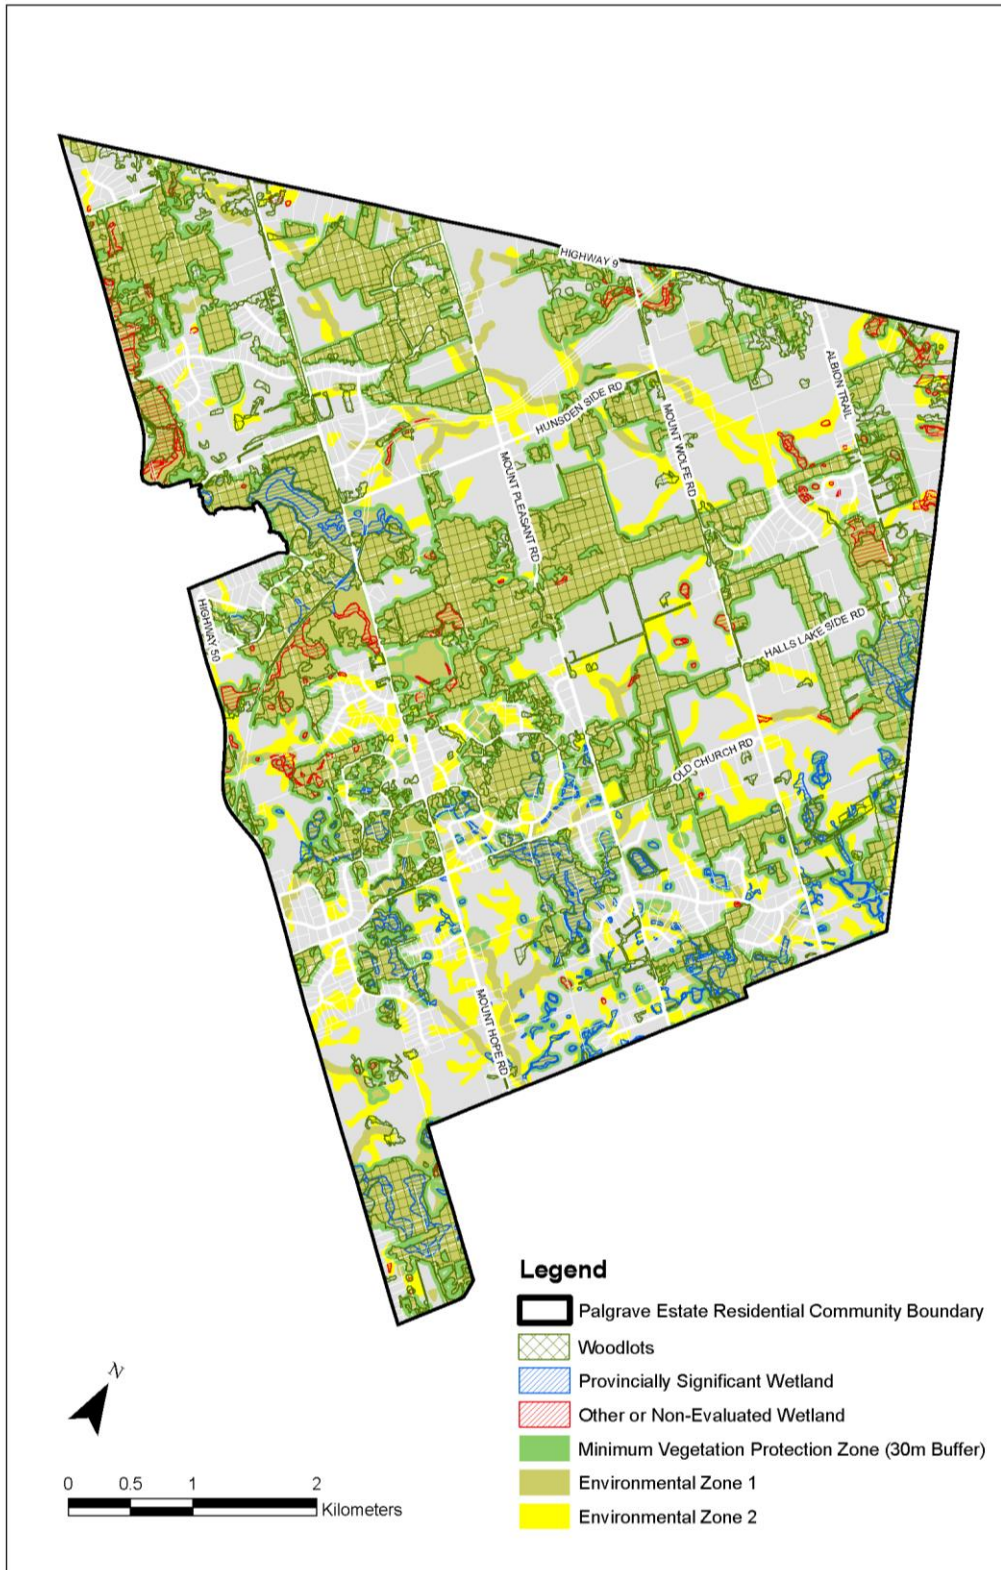 HIGHWAY 9
ALBION TRAIL
HUNSDEN SIDE RD
MOUNT WOLFE RD
MOUNT PLEASANT RD
HIGHWAY 50
HALLS LAKE SIDE RD
OLD CHURCH RD
MOUNT HOPE RD
Legend
Palgrave Estate Residential Community Boundary
Woodlots
Provincially Significant Wetland
Other or Non-Evaluated Wetland
Minimum Vegetation Protection Zone (30m Buffer)
Environmental Zone 1
Environmental Zone 2
N
0 0.5 1 2
Kilometers